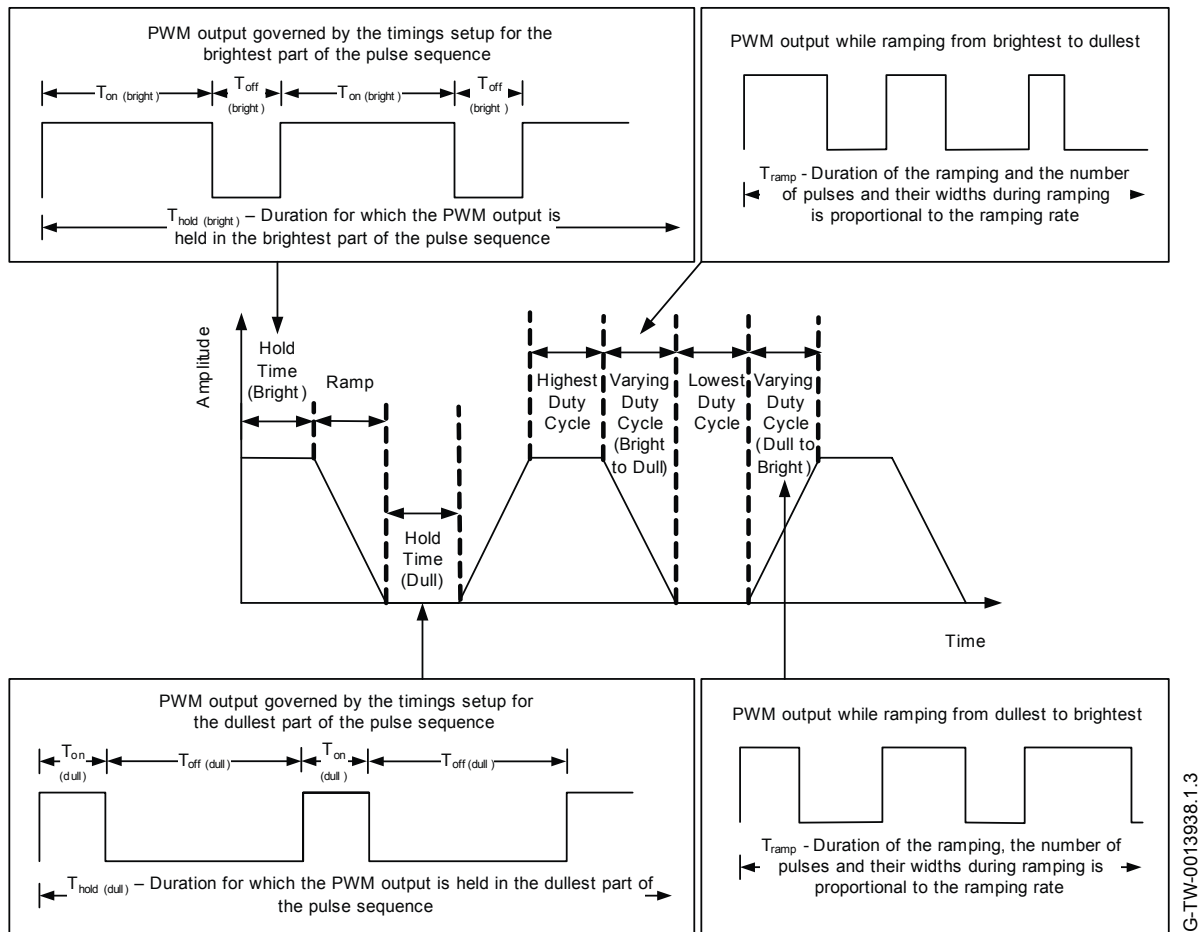 PWM output governed by the timings setup for the
brightest part of the pulse sequence
Ton (bright)
Toff
(bright)
Ton (bright)
Toff
(bright)
Thold (bright) – Duration for which the PWM output is
held in the brightest part of the pulse sequence
PWM output while ramping from brightest to dullest
Tramp - Duration of the ramping and the number
of pulses and their widths during ramping
is proportional to the ramping rate
Amplitude
Hold
Time
(Bright)
Ramp
Hold
Time
(Dull)
Highest
Duty
Cycle
Varying
Duty
Cycle
(Bright
to Dull)
Lowest
Duty
Cycle
Varying
Duty
Cycle
(Dull to
Bright)
Time
PWM output governed by the timings setup for
the dullest part of the pulse sequence
Ton
(dull)
Toff (dull)
Ton
(dull)
Toff (dull)
Thold (dull) – Duration for which the PWM output is held in the dullest part of
the pulse sequence
PWM output while ramping from dullest to brightest
Tramp - Duration of the ramping, the number of
pulses and their widths during ramping is
proportional to the ramping rate
G-TW-0013938.1.3